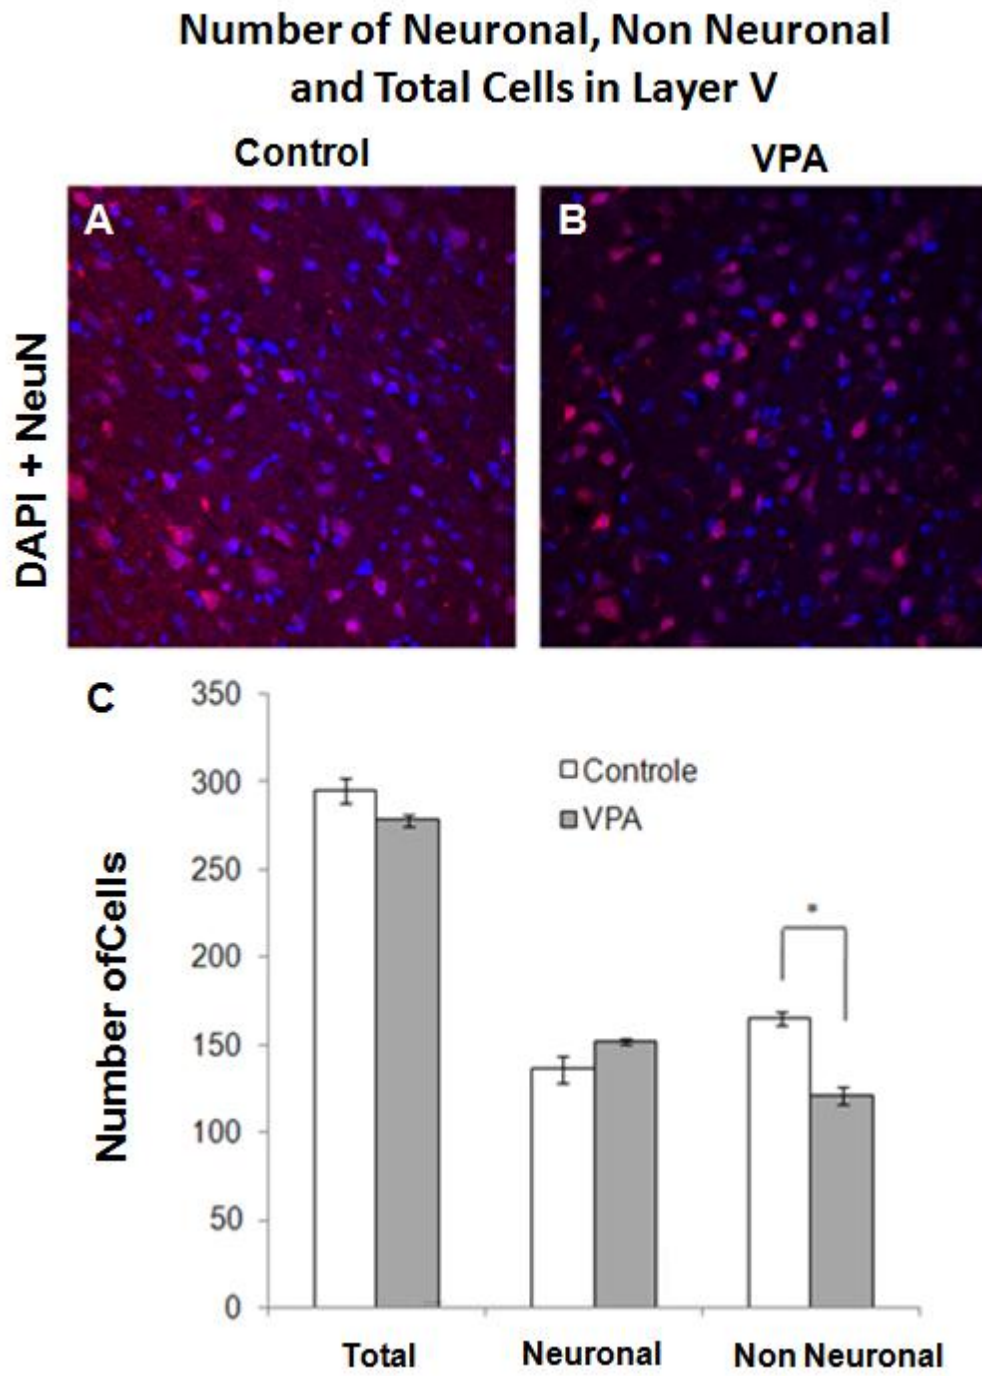 Number of Neuronal, Non Neuronal
and Total Cells in Layer V
Control
VPA
A
B
DAPI + NeuN
C
350
300
250
200
150
100
50
0
Number ofCells
Controle
VPA
*
Total
Neuronal
Non Neuronal